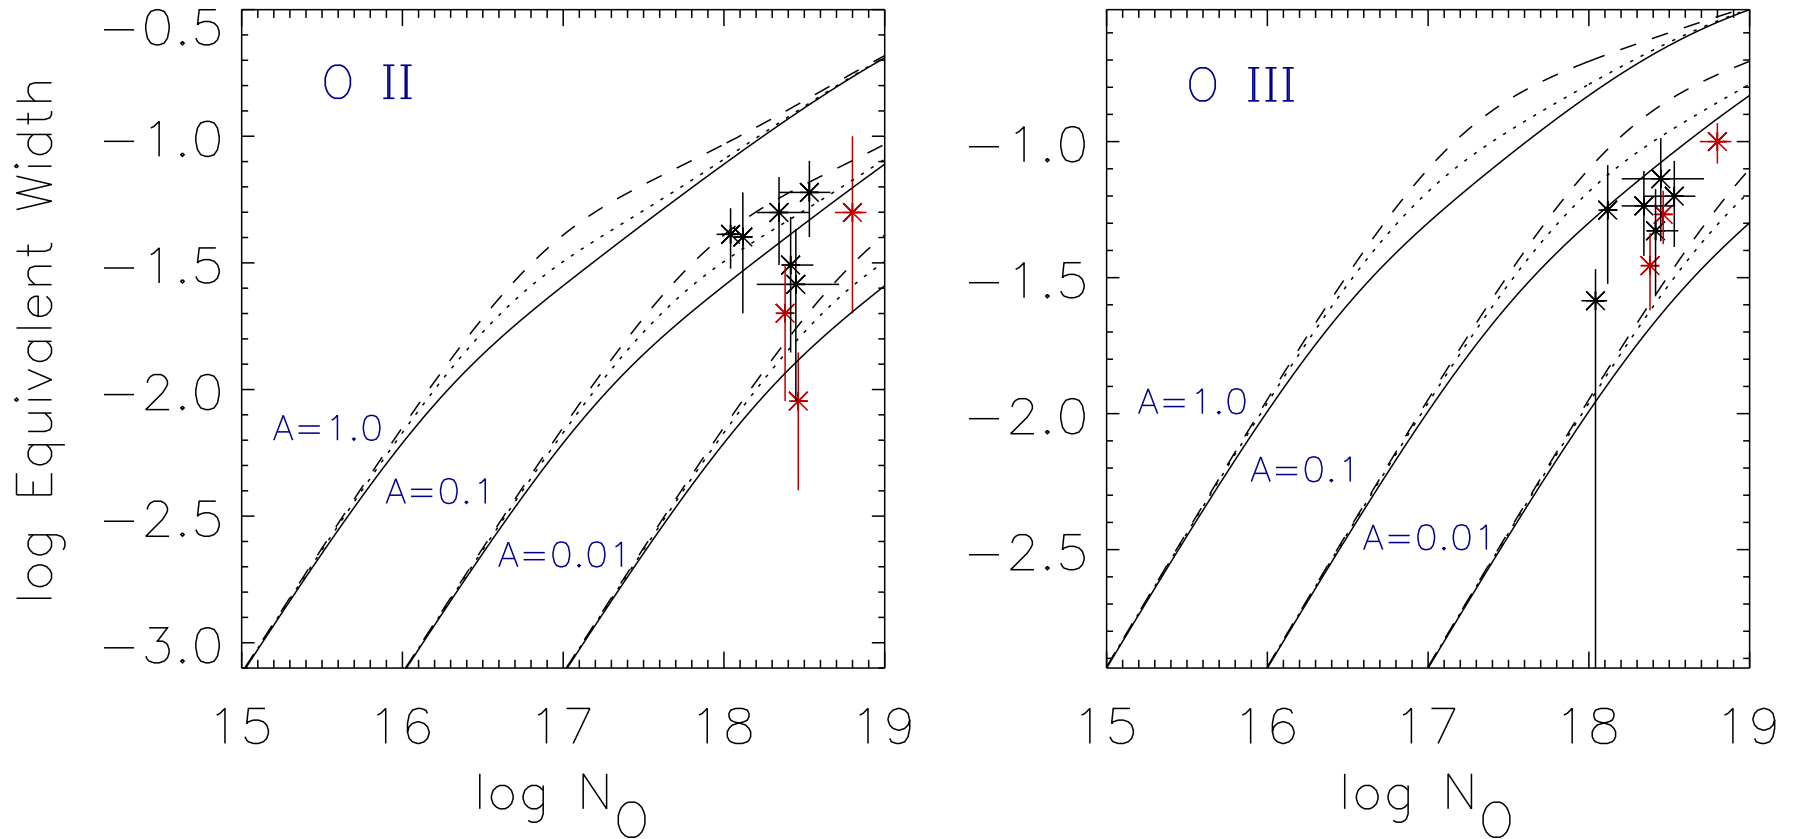 log Equivalent Width
−0.5
−1.0
−1.5
−2.0
−2.5
−3.0
O II
A=1.0
A=0.1
A=0.01
15 16 17 18 19
log N_O
−1.0
−1.5
−2.0
−2.5
O III
A=1.0
A=0.1
A=0.01
15 16 17 18 19
log N_O